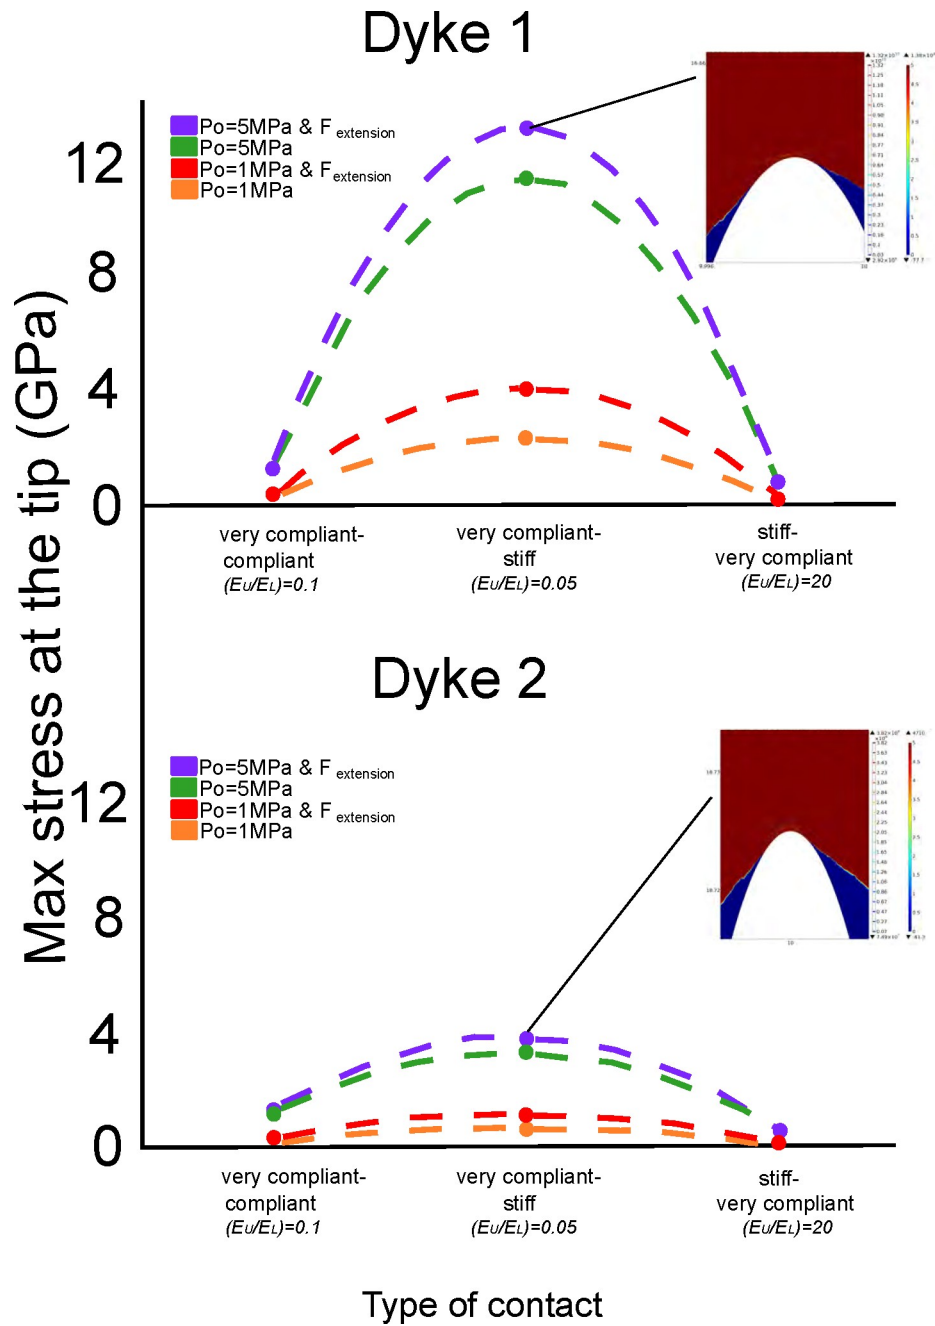 Dyke 1
Po=5MPa & F extension
Po=5MPa
Po=1MPa & F extension
Po=1MPa
12
8
4
0
Max stress at the tip (GPa)
very compliant-
compliant
(EU/EL)=0.1
very compliant-
stiff
(EU/EL)=0.05
stiff-
very compliant
(EU/EL)=20
Dyke 2
Po=5MPa & F extension
Po=5MPa
Po=1MPa & F extension
Po=1MPa
12
8
4
0
very compliant-
compliant
(EU/EL)=0.1
very compliant-
stiff
(EU/EL)=0.05
stiff-
very compliant
(EU/EL)=20
Type of contact